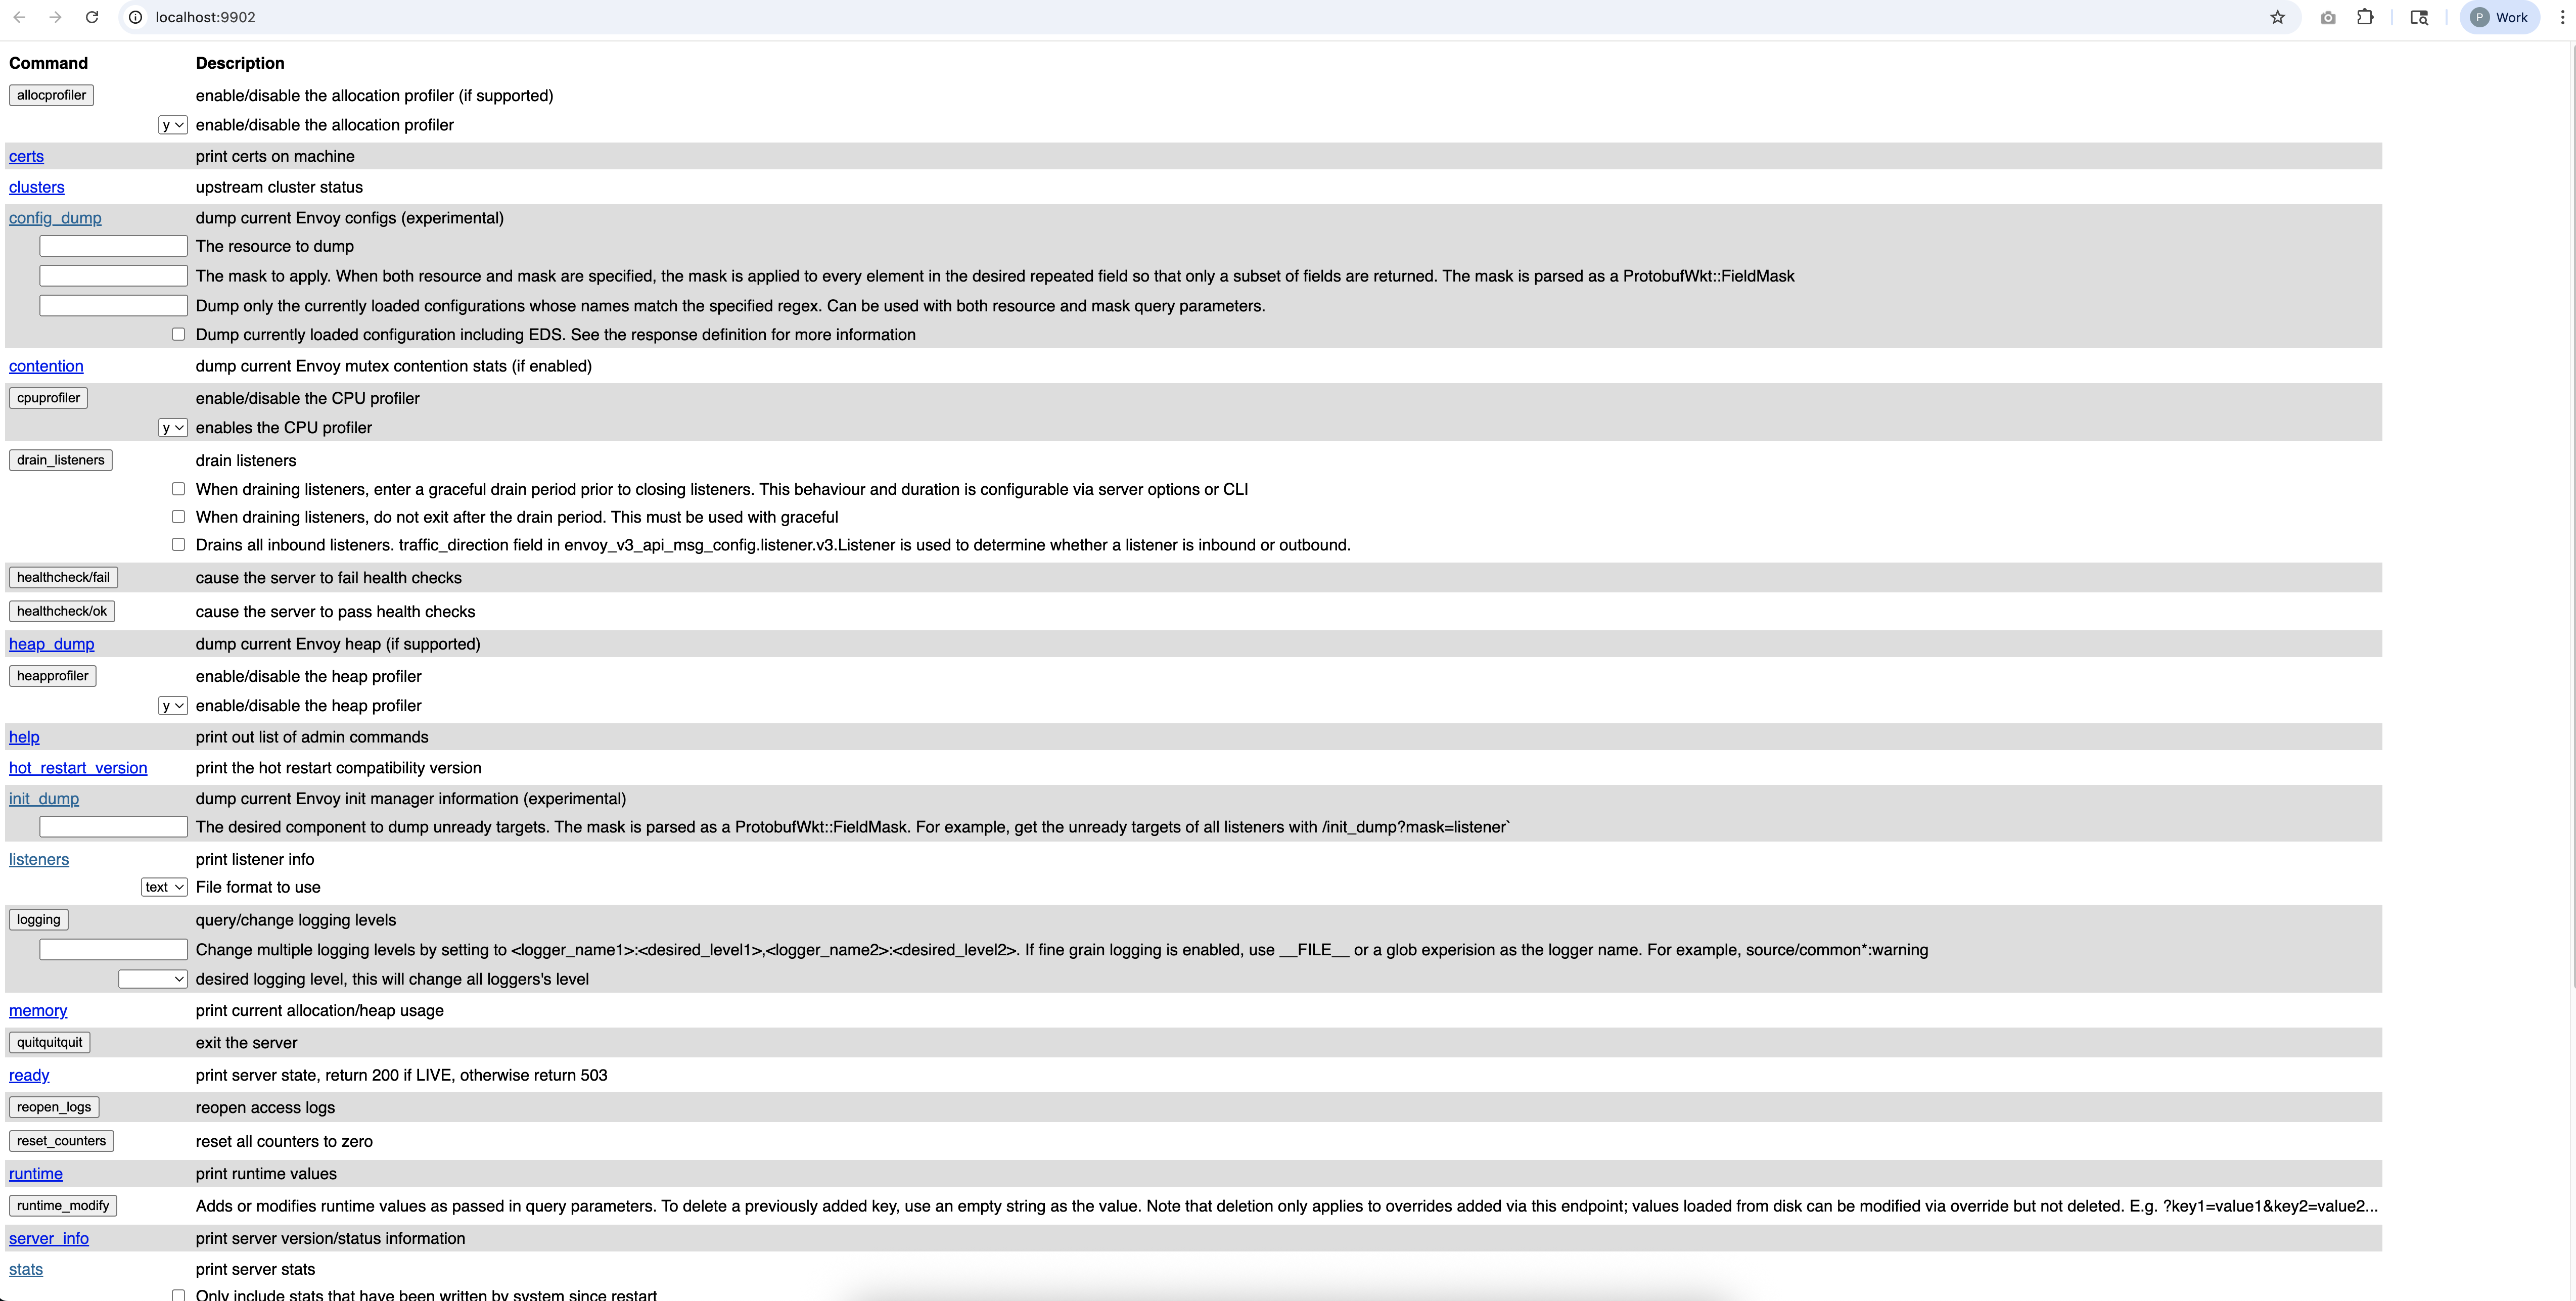 localhost:9902
P Work
Command Description
allocprofiler enable/disable the allocation profiler (if supported)
y enable/disable the allocation profiler
certs print certs on machine
clusters upstream cluster status
config_dump dump current Envoy configs (experimental)
The resource to dump
The mask to apply. When both resource and mask are specified, the mask is applied to every element in the desired repeated field so that only a subset of fields are returned. The mask is parsed as a ProtobufWkt::FieldMask
Dump only the currently loaded configurations whose names match the specified regex. Can be used with both resource and mask query parameters.
Dump currently loaded configuration including EDS. See the response definition for more information
contention dump current Envoy mutex contention stats (if enabled)
cpuprofiler enable/disable the CPU profiler
y enables the CPU profiler
drain_listeners drain listeners
When draining listeners, enter a graceful drain period prior to closing listeners. This behaviour and duration is configurable via server options or CLI
When draining listeners, do not exit after the drain period. This must be used with graceful
Drains all inbound listeners. traffic_direction field in envoy_v3_api_msg_config.listener.v3.Listener is used to determine whether a listener is inbound or outbound.
healthcheck/fail cause the server to fail health checks
healthcheck/ok cause the server to pass health checks
heap_dump dump current Envoy heap (if supported)
heapprofiler enable/disable the heap profiler
y enable/disable the heap profiler
help print out list of admin commands
hot_restart_version print the hot restart compatibility version
init_dump dump current Envoy init manager information (experimental)
The desired component to dump unready targets. The mask is parsed as a ProtobufWkt::FieldMask. For example, get the unready targets of all listeners with /init_dump?mask=listener`
listeners print listener info
text File format to use
logging query/change logging levels
Change multiple logging levels by setting to <logger_name1>:<desired_level1>,<logger_name2>:<desired_level2>. If fine grain logging is enabled, use __FILE__ or a glob experision as the logger name. For example, source/common*:warning
desired logging level, this will change all loggers's level
memory print current allocation/heap usage
quitquitquit exit the server
ready print server state, return 200 if LIVE, otherwise return 503
reopen_logs reopen access logs
reset_counters reset all counters to zero
runtime print runtime values
runtime_modify Adds or modifies runtime values as passed in query parameters. To delete a previously added key, use an empty string as the value. Note that deletion only applies to overrides added via this endpoint; values loaded from disk can be modified via override but not deleted. E.g. ?key1=value1&key2=value2...
server_info print server version/status information
stats print server stats
Only include stats that have been written by system since restart